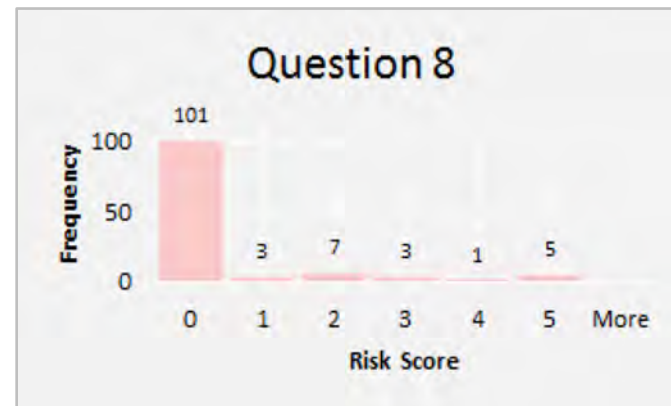 Question 8
101
100
50
0
Frequency
3 7 3 1 5
0 1 2 3 4 5 More
Risk Score